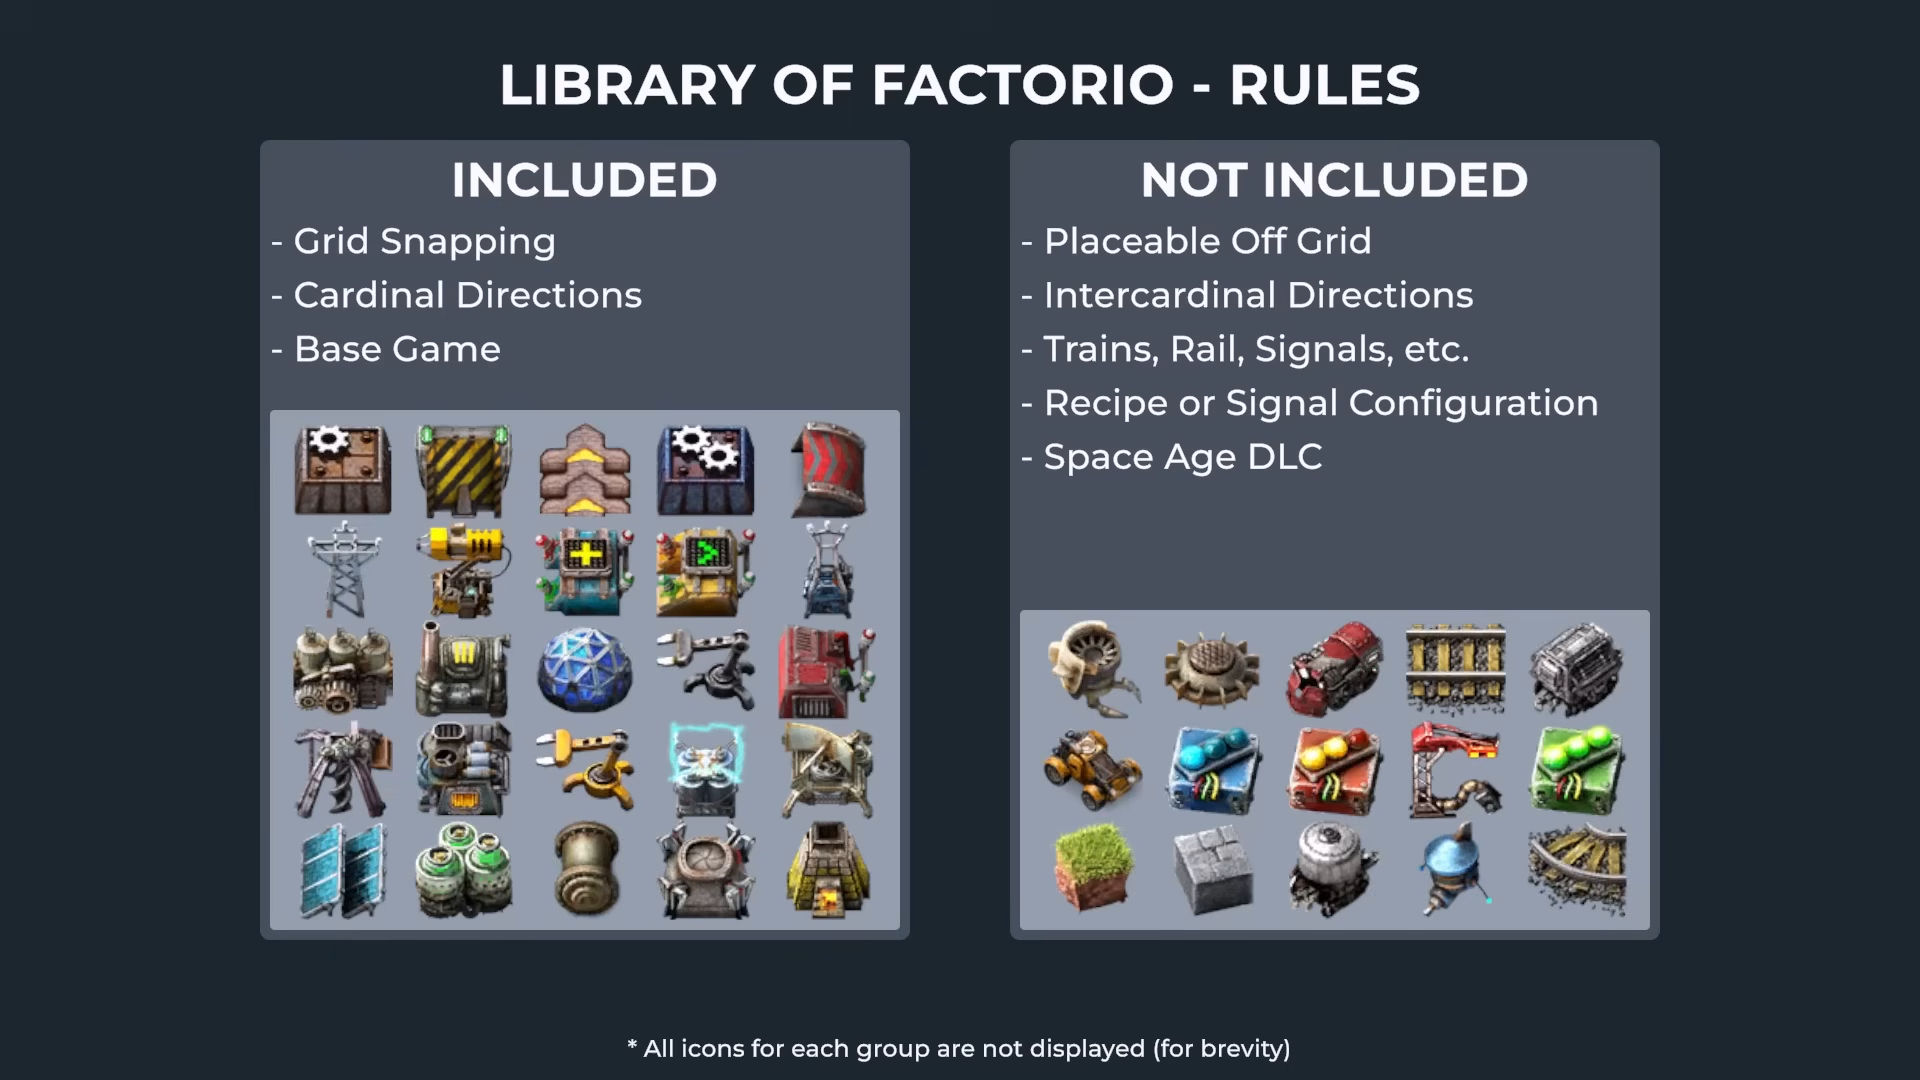 LIBRARY OF FACTORIO - RULES
INCLUDED
- Grid Snapping
- Cardinal Directions
- Base Game
NOT INCLUDED
- Placeable Off Grid
- Intercardinal Directions
- Trains, Rail, Signals, etc.
- Recipe or Signal Configuration
- Space Age DLC
* All icons for each group are not displayed (for brevity)